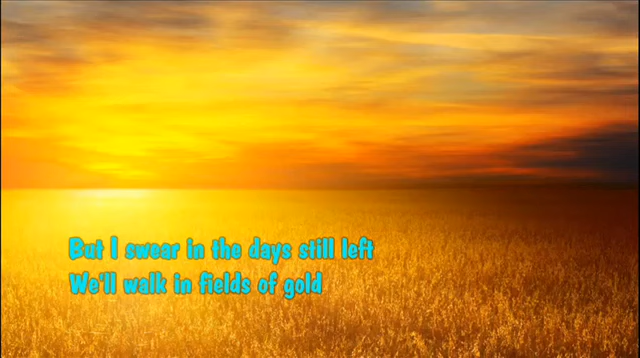 But I swear in the days still left
We'll walk in fields of gold